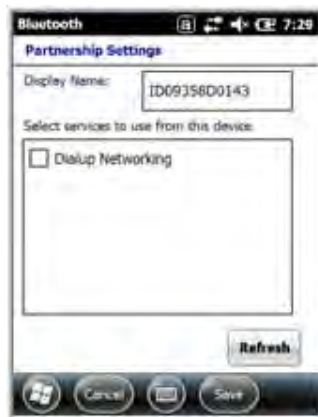 Bluetooth 7:29
Partnership Settings
Display Name: ID09358D0143
Select services to use from this device.
Dialup Networking
Refresh
Cancel Save